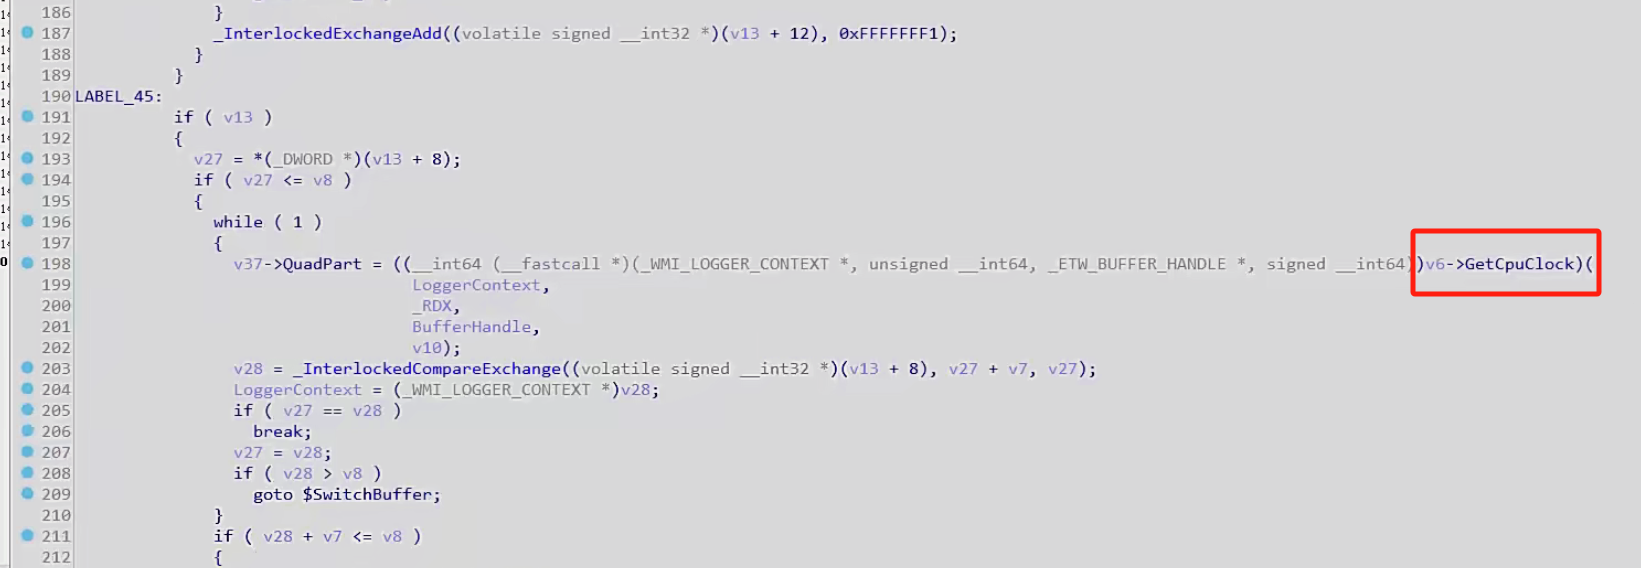 186 }
187 _InterlockedExchangeAdd((volatile signed __int32 *)(v13 + 12), 0xFFFFFFF1);
188 }
189 }
190 LABEL_45:
191 if ( v13 )
192 {
193 v27 = *(_DWORD *)(v13 + 8);
194 if ( v27 <= v8 )
195 {
196 while ( 1 )
197 {
198 v37->QuadPart = ((__int64 (__fastcall *)(_WMI_LOGGER_CONTEXT *, unsigned __int64, _ETW_BUFFER_HANDLE *, signed __int64))v6->GetCpuClock)(
199 LoggerContext,
200 _RDX,
201 BufferHandle,
202 v10);
203 v28 = _InterlockedCompareExchange((volatile signed __int32 *)(v13 + 8), v27 + v7, v27);
204 LoggerContext = (_WMI_LOGGER_CONTEXT *)v28;
205 if ( v27 == v28 )
206 break;
207 v27 = v28;
208 if ( v28 > v8 )
209 goto $SwitchBuffer;
210 }
211 if ( v28 + v7 <= v8 )
212 {